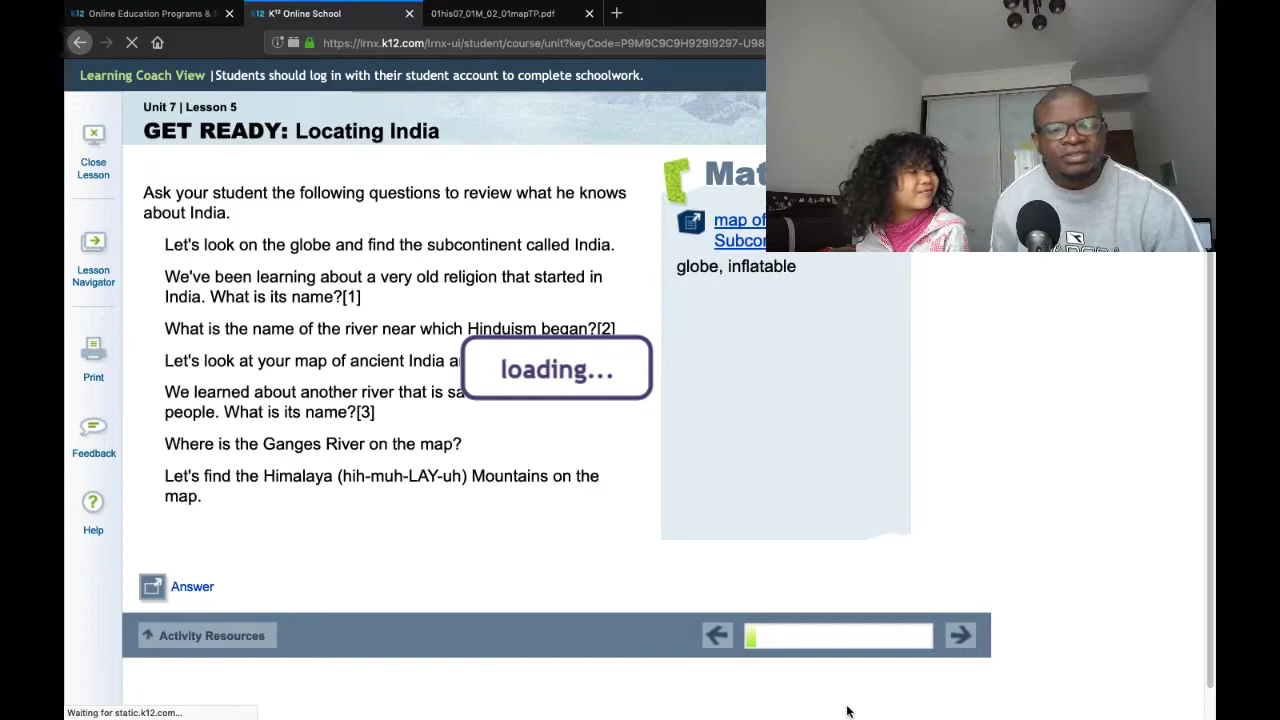 K12 Online Education Programs & S
K12 K¹² Online School
01his07_01M_02_01mapTP.pdf
https://lrnx.k12.com/lrnx-ui/student/course/unit?keyCode=P9M9C9C9H929I9297-U98
Learning Coach View | Students should log in with their student account to complete schoolwork.
Unit 7 | Lesson 5
GET READY: Locating India
Close
Lesson
Lesson
Navigator
Print
Feedback
Help
Ask your student the following questions to review what he knows
about India.
Let's look on the globe and find the subcontinent called India.
We've been learning about a very old religion that started in
India. What is its name?[1]
What is the name of the river near which Hinduism began?[2]
Let's look at your map of ancient India
We learned about another river that is
people. What is its name?[3]
Where is the Ganges River on the map?
Let's find the Himalaya (hih-muh-LAY-uh) Mountains on the
map.
loading...
Mat
map of
Subco
globe, inflatable
Answer
Activity Resources
Waiting for static.k12.com...